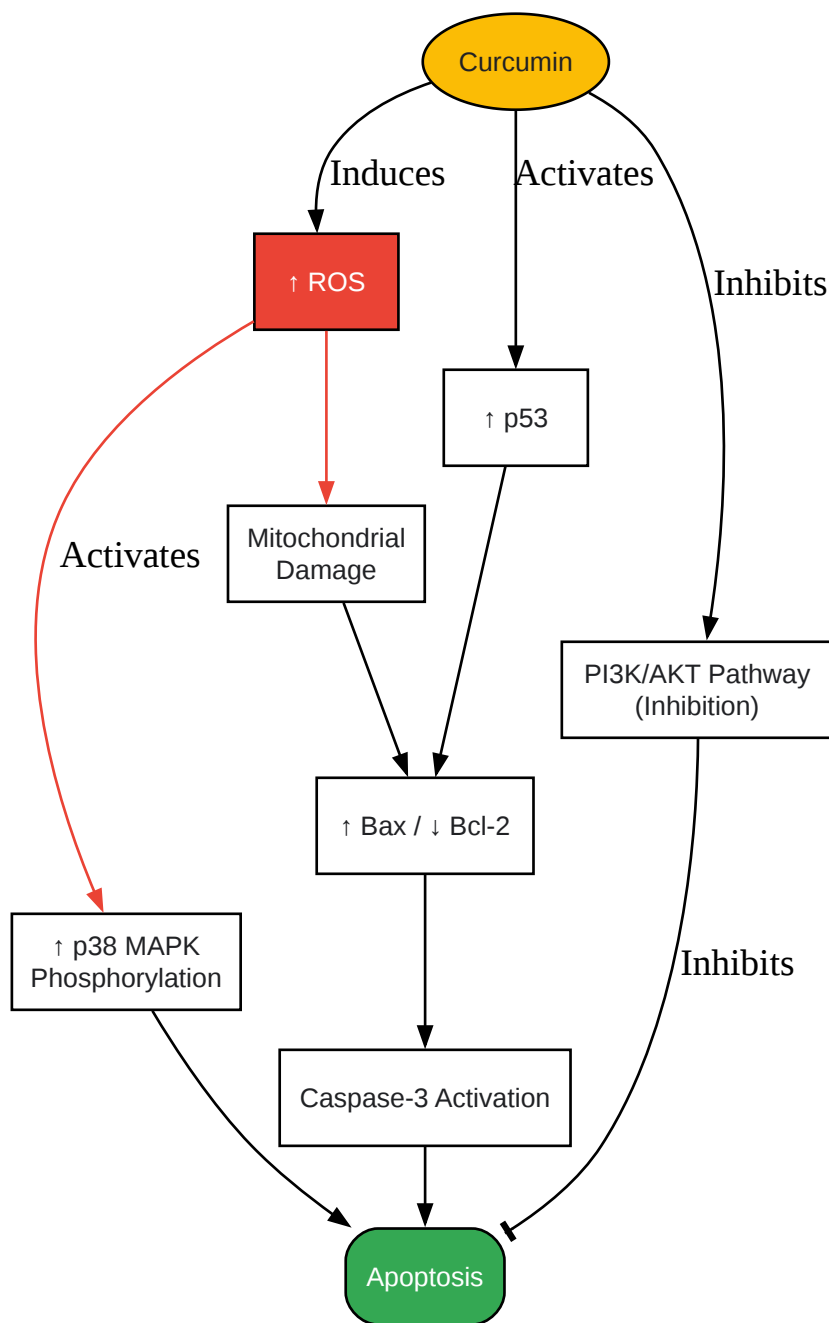 Curcumin
Induces
Activates
↑ ROS
Inhibits
↑ p53
Mitochondrial
Damage
Activates
PI3K/AKT Pathway
(Inhibition)
↑ Bax / ↓ Bcl-2
↑ p38 MAPK
Phosphorylation
Inhibits
Caspase-3 Activation
Apoptosis